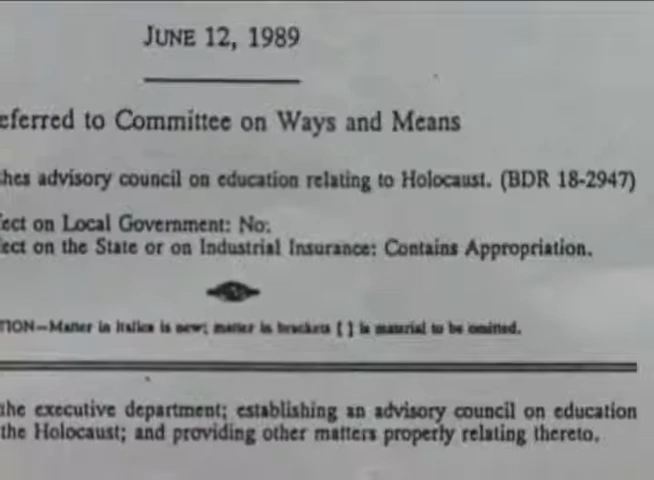 JUNE 12, 1989
eferred to Committee on Ways and Means
hes advisory council on education relating to Holocaust. (BDR 18-2947)
ect on Local Government: No.
ect on the State or on Industrial Insurance: Contains Appropriation.
TION—Matter in italics is new; matter in brackets [ ] is material to be omitted.
the executive department; establishing an advisory council on education
the Holocaust; and providing other matters properly relating thereto.